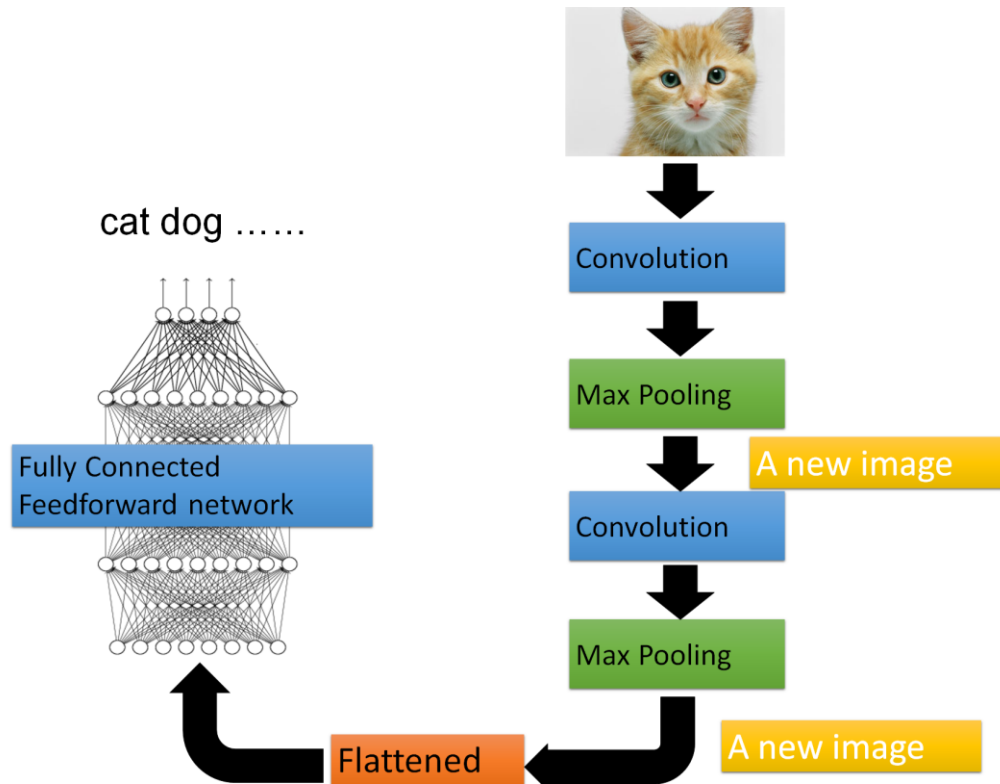 cat dog ……
Convolution
Max Pooling
A new image
Convolution
Max Pooling
A new image
Flattened
Fully Connected
Feedforward network